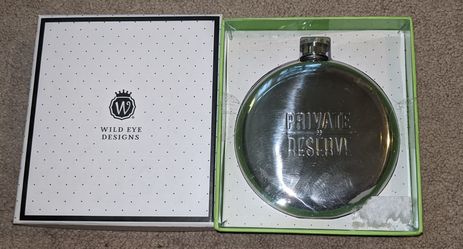 W
WILD EYE
DESIGNS
PRIVATE
RESERVE